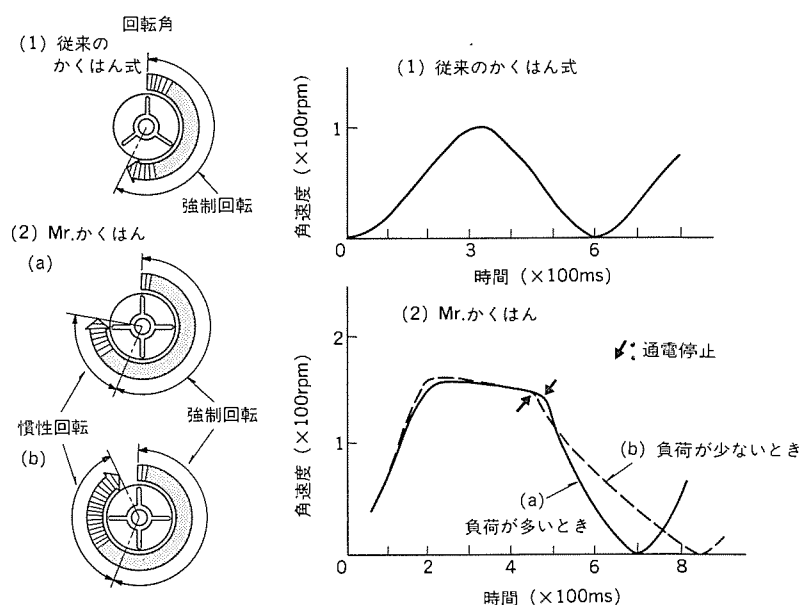 回転角
(1) 従来の
かくはん式
強制回転
(2) Mr.かくはん
(a)
慣性回転
強制回転
(b)
(1) 従来のかくはん式
角速度 (×100rpm)
1
0
3
6
時間 (×100ms)
(2) Mr.かくはん
：通電停止
角速度 (×100rpm)
2
1
(b) 負荷が少ないとき
(a)
負荷が多いとき
0
2
4
6
8
時間 (×100ms)